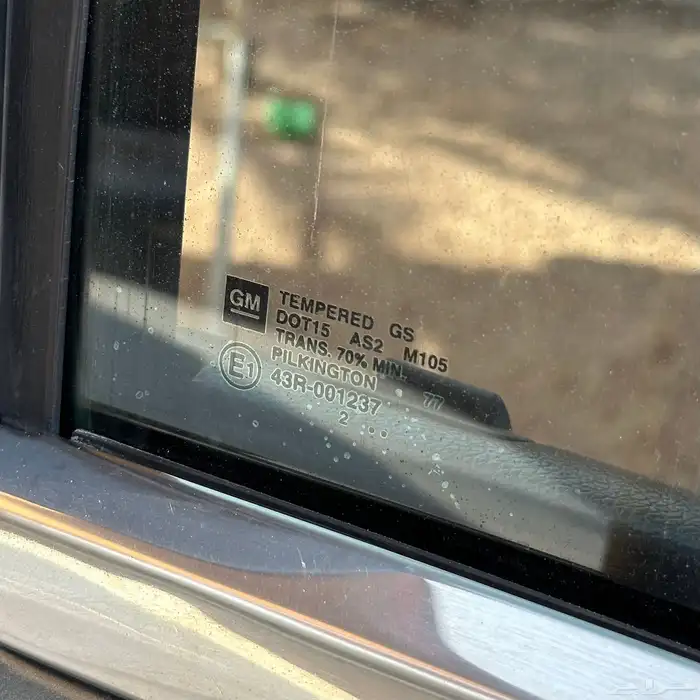 GM
TEMPERED GS
DOT15 AS2 M105
TRANS. 70% MIN.
PILKINGTON 77
E1
43R-001237
2 ..